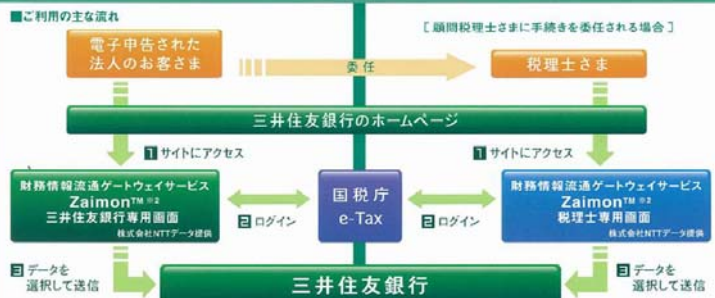 ■ご利用の主な流れ
[ 顧問税理士さまに手続きを委任される場合 ]
電子申告された
法人のお客さま
委任
税理士さま
三井住友銀行のホームページ
1 サイトにアクセス
1 サイトにアクセス
財務情報流通ゲートウェイサービス
Zaimon™ ※2
三井住友銀行専用画面
株式会社NTTデータ提供
2 ログイン
国税庁
e-Tax
2 ログイン
財務情報流通ゲートウェイサービス
Zaimon™ ※2
税理士専用画面
株式会社NTTデータ提供
3 データを
選択して送信
三井住友銀行
3 データを
選択して送信